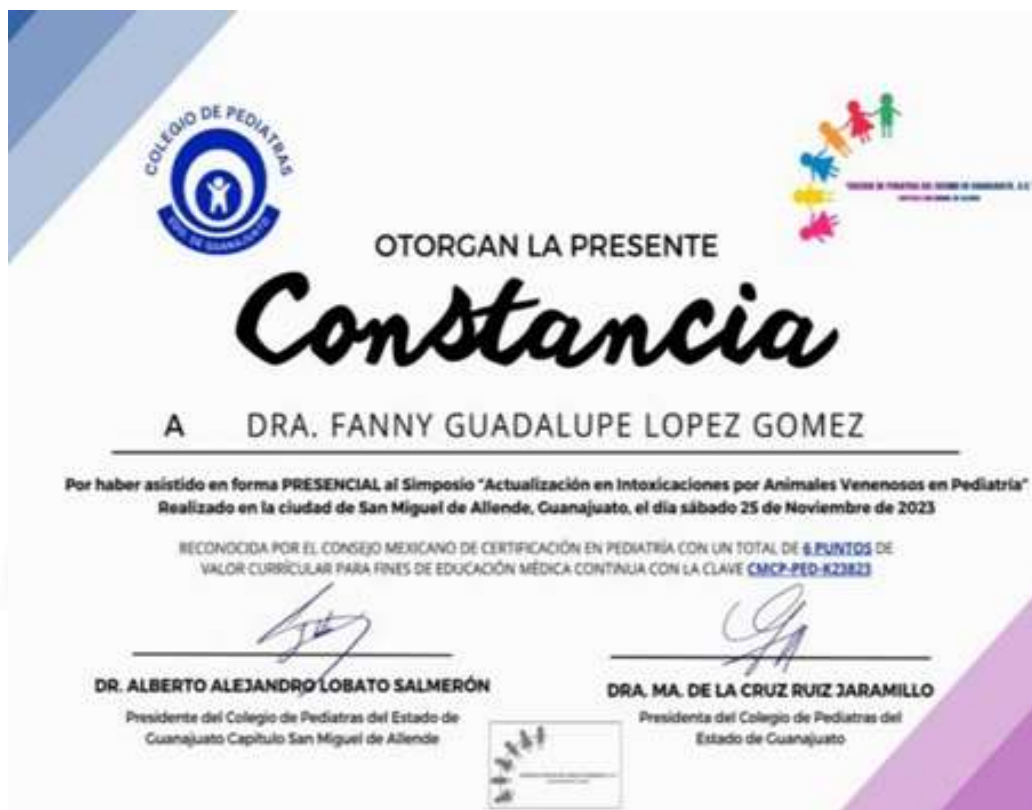 COLEGIO DE PEDIATRAS
EDO. DE GUANAJUATO
OTORGAN LA PRESENTE
Constancia
A DRA. FANNY GUADALUPE LOPEZ GOMEZ
Por haber asistido en forma PRESENCIAL al Simposio "Actualización en Intoxicaciones por Animales Venenosos en Pediatría"
Realizado en la ciudad de San Miguel de Allende, Guanajuato, el día sábado 25 de Noviembre de 2023
RECONOCIDA POR EL CONSEJO MEXICANO DE CERTIFICACIÓN EN PEDIATRÍA CON UN TOTAL DE 6 PUNTOS DE
VALOR CURRÍCULAR PARA FINES DE EDUCACIÓN MÉDICA CONTINUA CON LA CLAVE CMCP-PED-K23823
DR. ALBERTO ALEJANDRO LOBATO SALMERÓN
Presidente del Colegio de Pediatras del Estado de
Guanajuato Capítulo San Miguel de Allende
DRA. MA. DE LA CRUZ RUIZ JARAMILLO
Presidenta del Colegio de Pediatras del
Estado de Guanajuato